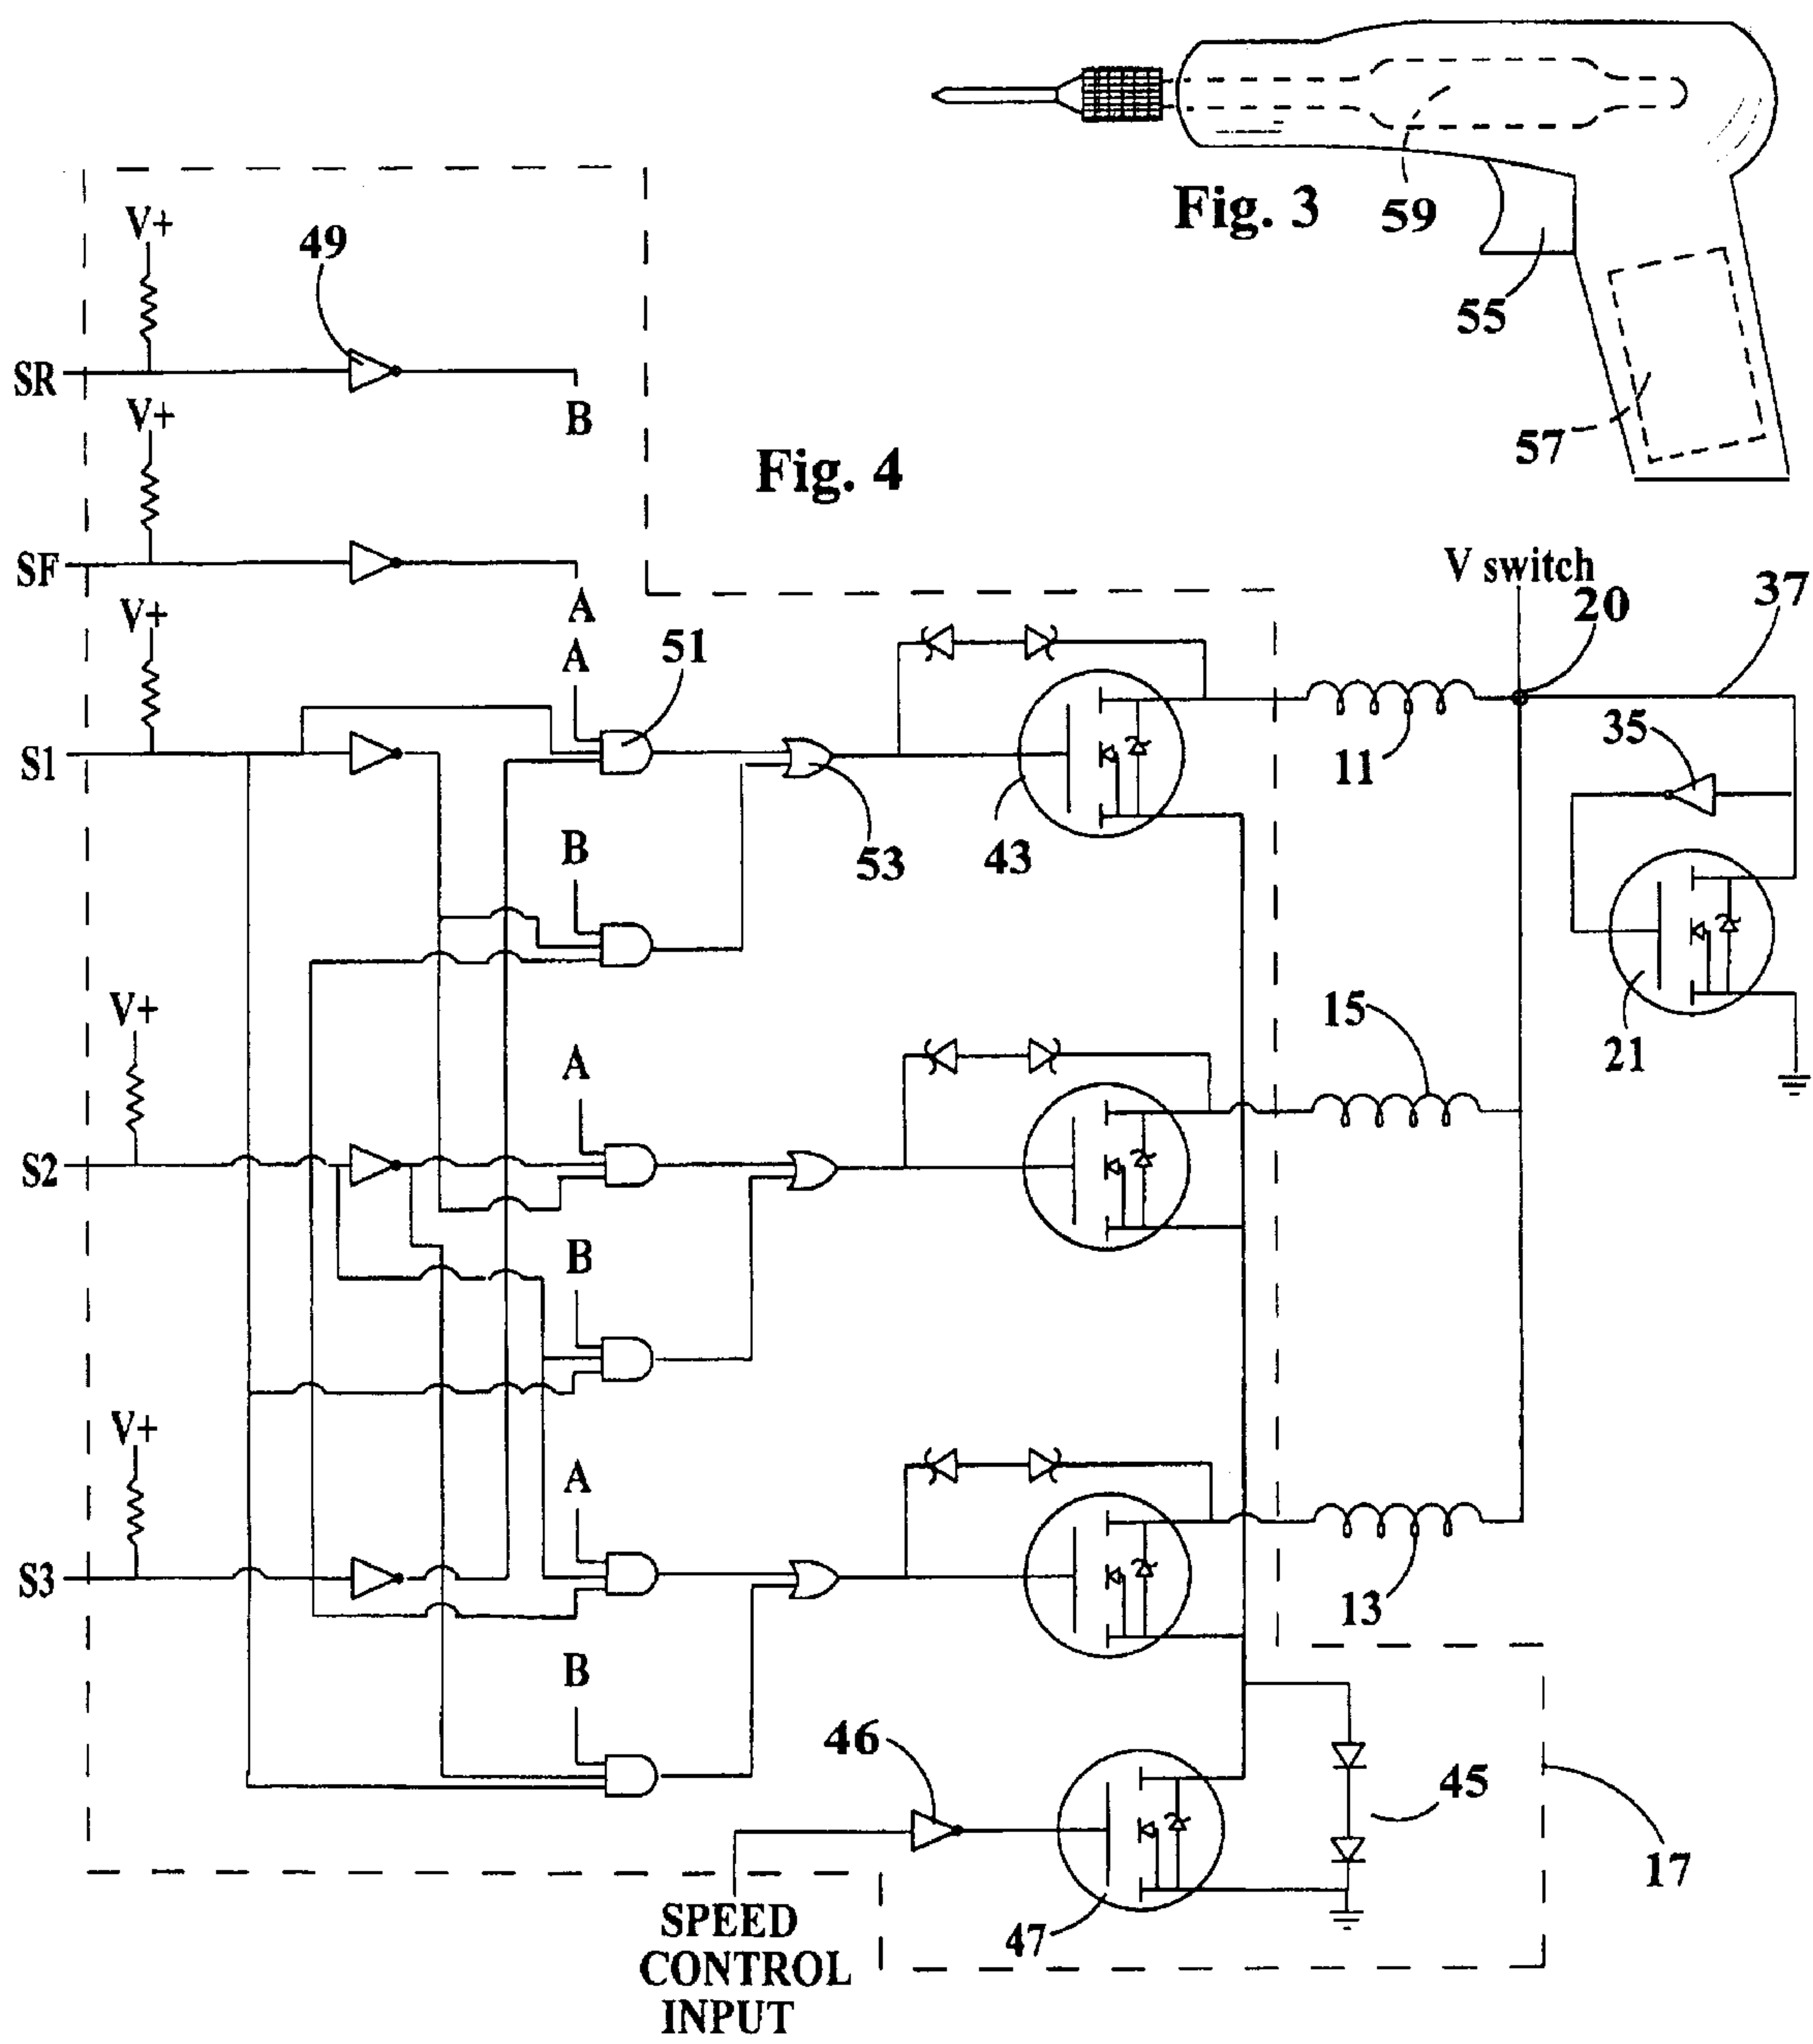 Fig. 3
59
55
57
V+
49
SR
B
V+
Fig. 4
SF
A
V switch
20
37
V+
A
51
S1
53
43
11
35
B
21
V+
15
A
S2
B
V+
A
S3
13
B
46
45
17
47
SPEED
CONTROL
INPUT